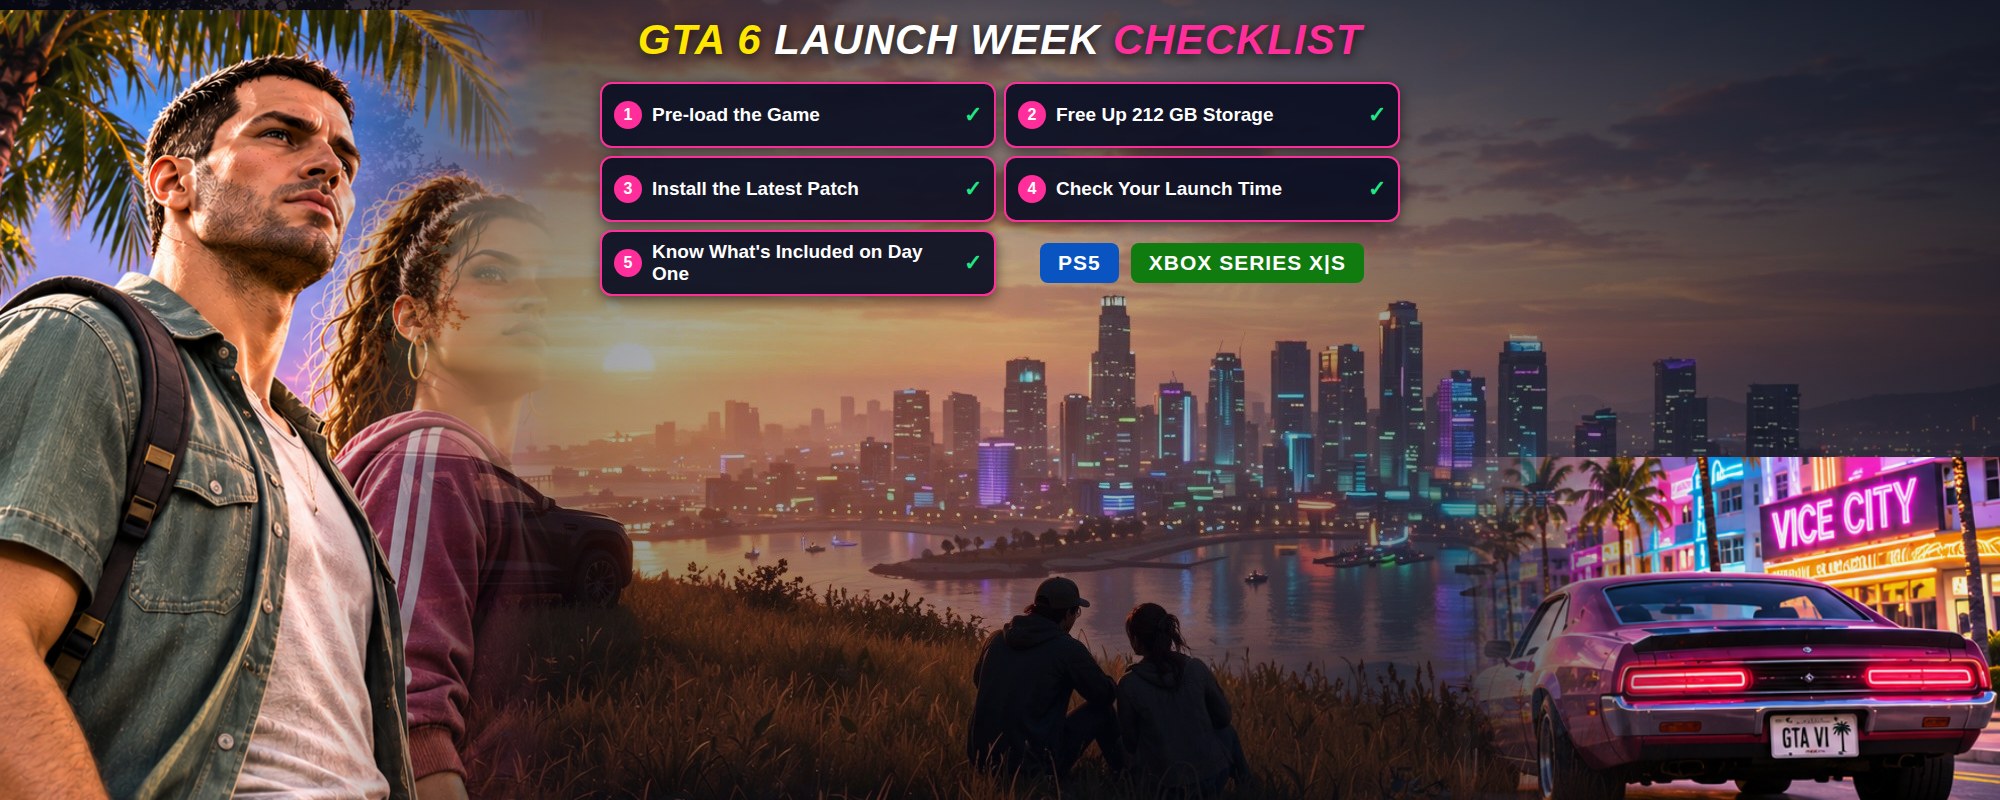 GTA 6 LAUNCH WEEK CHECKLIST
1 Pre-load the Game ✓
2 Free Up 212 GB Storage ✓
3 Install the Latest Patch ✓
4 Check Your Launch Time ✓
5 Know What's Included on Day
One ✓
PS5
XBOX SERIES X|S
VICE CITY
GTA VI